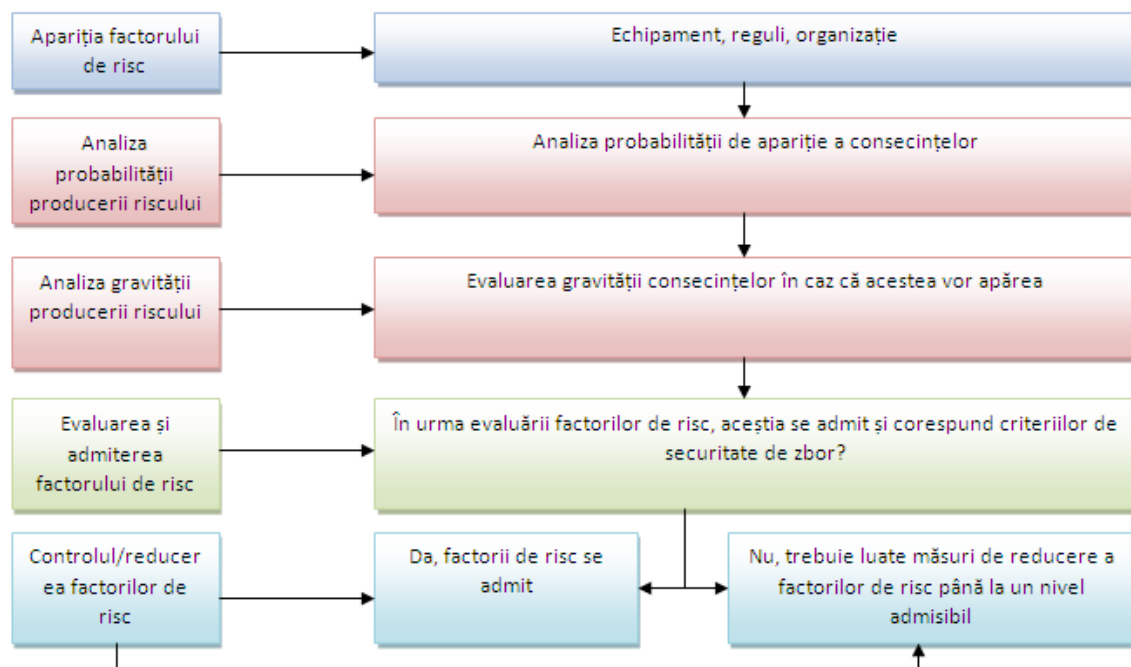 Apariția factorului
de risc
Echipament, reguli, organizație
Analiza
probabilității
producerii riscului
Analiza probabilității de apariție a consecințelor
Analiza gravității
producerii riscului
Evaluarea gravității consecințelor în caz că acestea vor apărea
Evaluarea și
admiterea
factorului de risc
În urma evaluării factorilor de risc, aceștia se admit și corespund criteriilor de
securitate de zbor?
Controlul/reducer
ea factorilor de
risc
Da, factorii de risc se
admit
Nu, trebuie luate măsuri de reducere a
factorilor de risc până la un nivel
admisibil